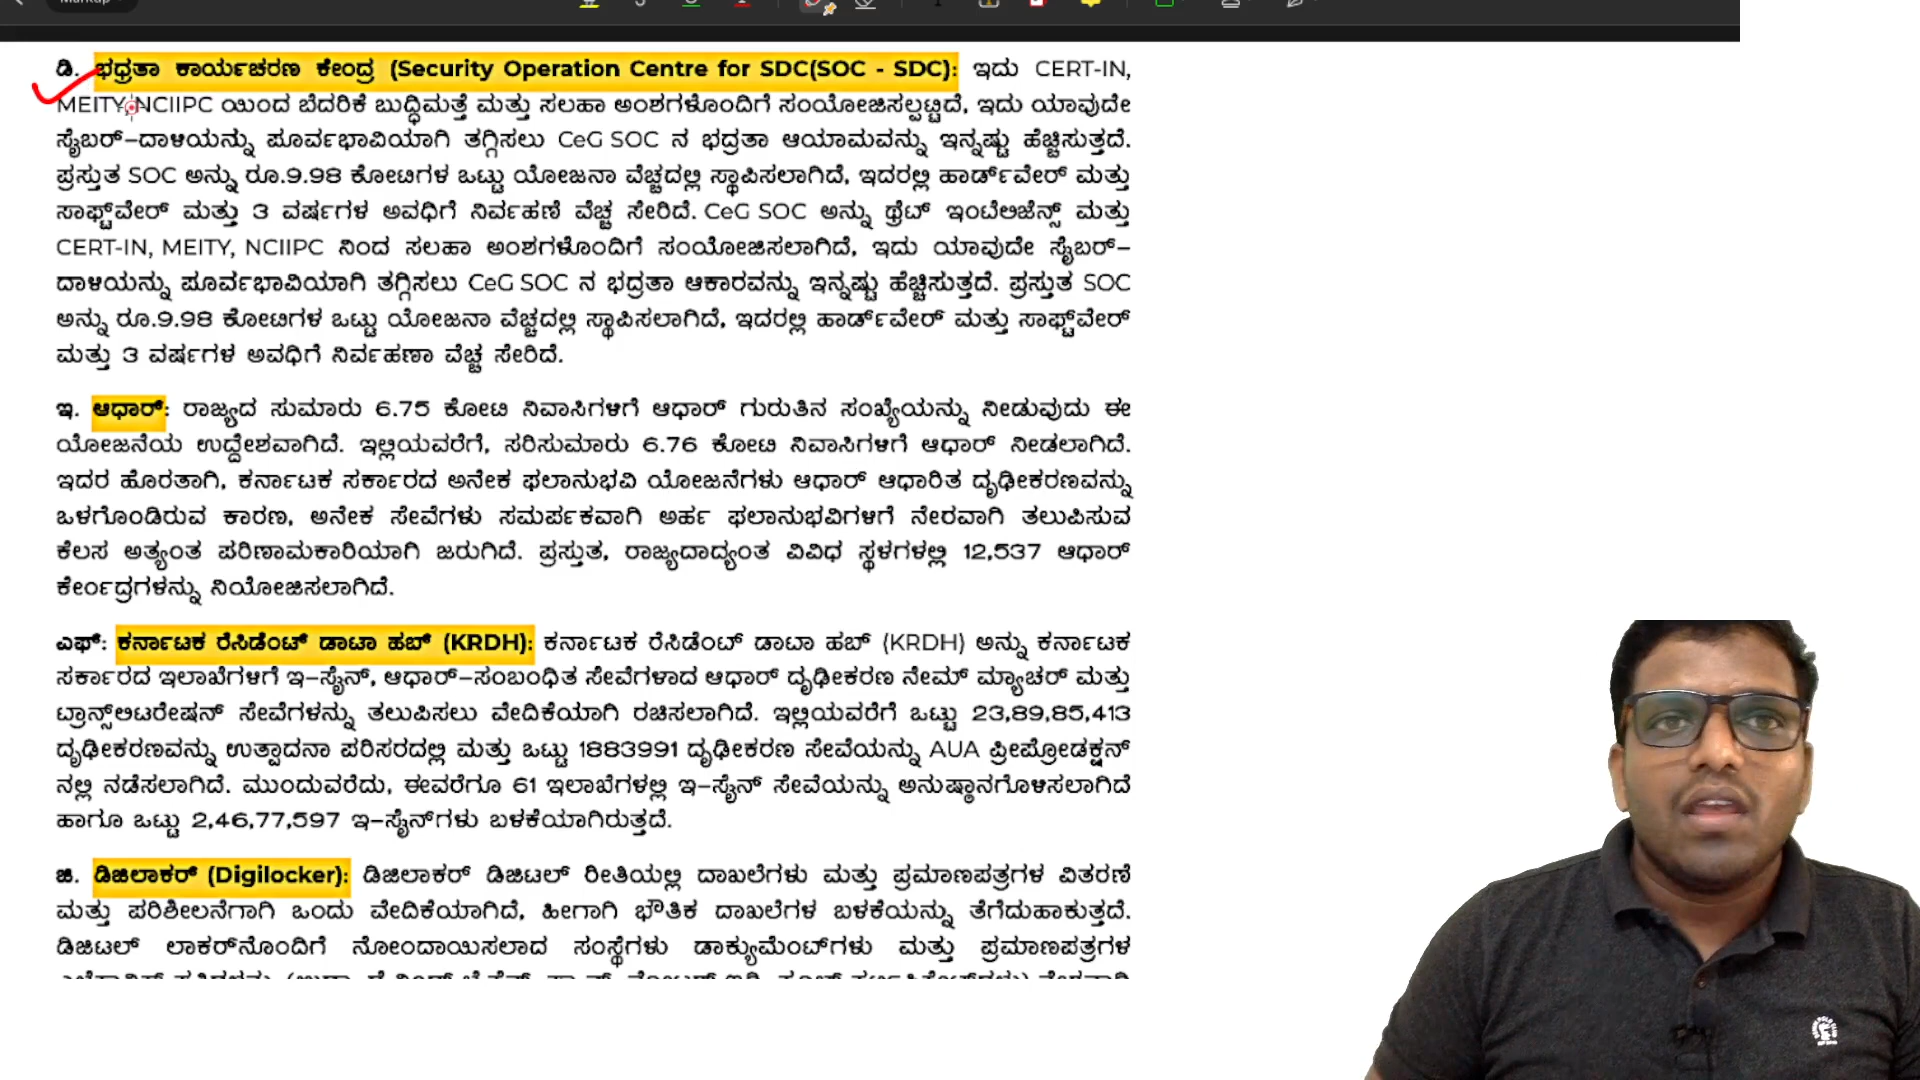 ಡಿ. ಭದ್ರತಾ ಕಾರ್ಯಚರಣ ಕೇಂದ್ರ (Security Operation Centre for SDC(SOC - SDC): ಇದು CERT-IN,
MEITY, NCIIPC ಯಿಂದ ಬೆದರಿಕೆ ಬುದ್ಧಿಮತ್ತೆ ಮತ್ತು ಸಲಹಾ ಅಂಶಗಳೊಂದಿಗೆ ಸಂಯೋಜಿಸಲ್ಪಟ್ಟಿದೆ, ಇದು ಯಾವುದೇ
ಸೈಬರ್-ದಾಳಿಯನ್ನು ಪೂರ್ವಭಾವಿಯಾಗಿ ತಗ್ಗಿಸಲು CeG SOC ನ ಭದ್ರತಾ ಆಯಾಮವನ್ನು ಇನ್ನಷ್ಟು ಹೆಚ್ಚಿಸುತ್ತದೆ.
ಪ್ರಸ್ತುತ SOC ಅನ್ನು ರೂ.9.98 ಕೋಟಿಗಳ ಒಟ್ಟು ಯೋಜನಾ ವೆಚ್ಚದಲ್ಲಿ ಸ್ಥಾಪಿಸಲಾಗಿದೆ, ಇದರಲ್ಲಿ ಹಾರ್ಡ್‌ವೇರ್ ಮತ್ತು
ಸಾಫ್ಟ್‌ವೇರ್ ಮತ್ತು 3 ವರ್ಷಗಳ ಅವಧಿಗೆ ನಿರ್ವಹಣೆ ವೆಚ್ಚ ಸೇರಿದೆ. CeG SOC ಅನ್ನು ಥ್ರೆಟ್ ಇಂಟೆಲಿಜೆನ್ಸ್ ಮತ್ತು
CERT-IN, MEITY, NCIIPC ನಿಂದ ಸಲಹಾ ಅಂಶಗಳೊಂದಿಗೆ ಸಂಯೋಜಿಸಲಾಗಿದೆ, ಇದು ಯಾವುದೇ ಸೈಬರ್-
ದಾಳಿಯನ್ನು ಪೂರ್ವಭಾವಿಯಾಗಿ ತಗ್ಗಿಸಲು CeG SOC ನ ಭದ್ರತಾ ಆಕಾರವನ್ನು ಇನ್ನಷ್ಟು ಹೆಚ್ಚಿಸುತ್ತದೆ. ಪ್ರಸ್ತುತ SOC
ಅನ್ನು ರೂ.9.98 ಕೋಟಿಗಳ ಒಟ್ಟು ಯೋಜನಾ ವೆಚ್ಚದಲ್ಲಿ ಸ್ಥಾಪಿಸಲಾಗಿದೆ, ಇದರಲ್ಲಿ ಹಾರ್ಡ್‌ವೇರ್ ಮತ್ತು ಸಾಫ್ಟ್‌ವೇರ್
ಮತ್ತು 3 ವರ್ಷಗಳ ಅವಧಿಗೆ ನಿರ್ವಹಣಾ ವೆಚ್ಚ ಸೇರಿದೆ.
ಇ. ಆಧಾರ್: ರಾಜ್ಯದ ಸುಮಾರು 6.75 ಕೋಟಿ ನಿವಾಸಿಗಳಿಗೆ ಆಧಾರ್ ಗುರುತಿನ ಸಂಖ್ಯೆಯನ್ನು ನೀಡುವುದು ಈ
ಯೋಜನೆಯ ಉದ್ದೇಶವಾಗಿದೆ. ಇಲ್ಲಿಯವರೆಗೆ, ಸರಿಸುಮಾರು 6.76 ಕೋಟಿ ನಿವಾಸಿಗಳಿಗೆ ಆಧಾರ್ ನೀಡಲಾಗಿದೆ.
ಇದರ ಹೊರತಾಗಿ, ಕರ್ನಾಟಕ ಸರ್ಕಾರದ ಅನೇಕ ಫಲಾನುಭವಿ ಯೋಜನೆಗಳು ಆಧಾರ್ ಆಧಾರಿತ ದೃಢೀಕರಣವನ್ನು
ಒಳಗೊಂಡಿರುವ ಕಾರಣ, ಅನೇಕ ಸೇವೆಗಳು ಸಮರ್ಪಕವಾಗಿ ಅರ್ಹ ಫಲಾನುಭವಿಗಳಿಗೆ ನೇರವಾಗಿ ತಲುಪಿಸುವ
ಕೆಲಸ ಅತ್ಯಂತ ಪರಿಣಾಮಕಾರಿಯಾಗಿ ಜರುಗಿದೆ. ಪ್ರಸ್ತುತ, ರಾಜ್ಯದಾದ್ಯಂತ ವಿವಿಧ ಸ್ಥಳಗಳಲ್ಲಿ 12,537 ಆಧಾರ್
ಕೇರ್ಂದ್ರಗಳನ್ನು ನಿಯೋಜಿಸಲಾಗಿದೆ.
ಎಫ್: ಕರ್ನಾಟಕ ರೆಸಿಡೆಂಟ್ ಡಾಟಾ ಹಬ್ (KRDH): ಕರ್ನಾಟಕ ರೆಸಿಡೆಂಟ್ ಡಾಟಾ ಹಬ್ (KRDH) ಅನ್ನು ಕರ್ನಾಟಕ
ಸರ್ಕಾರದ ಇಲಾಖೆಗಳಿಗೆ ಇ-ಸೈನ್, ಆಧಾರ್-ಸಂಬಂಧಿತ ಸೇವೆಗಳಾದ ಆಧಾರ್ ದೃಢೀಕರಣ ನೇಮ್ ಮ್ಯಾಚರ್ ಮತ್ತು
ಟ್ರಾನ್ಸ್‌ಲಿಟರೇಷನ್ ಸೇವೆಗಳನ್ನು ತಲುಪಿಸಲು ವೇದಿಕೆಯಾಗಿ ರಚಿಸಲಾಗಿದೆ. ಇಲ್ಲಿಯವರೆಗೆ ಒಟ್ಟು 23,89,85,413
ದೃಢೀಕರಣವನ್ನು ಉತ್ಪಾದನಾ ಪರಿಸರದಲ್ಲಿ ಮತ್ತು ಒಟ್ಟು 1883991 ದೃಢೀಕರಣ ಸೇವೆಯನ್ನು AUA ಪ್ರೀಪ್ರೋಡಕ್ಷನ್
ನಲ್ಲಿ ನಡೆಸಲಾಗಿದೆ. ಮುಂದುವರೆದು, ಈವರೆಗೂ 61 ಇಲಾಖೆಗಳಲ್ಲಿ ಇ-ಸೈನ್ ಸೇವೆಯನ್ನು ಅನುಷ್ಠಾನಗೊಳಿಸಲಾಗಿದೆ
ಹಾಗೂ ಒಟ್ಟು 2,46,77,597 ಇ-ಸೈನ್‌ಗಳು ಬಳಕೆಯಾಗಿರುತ್ತದೆ.
ಜಿ. ಡಿಜಿಲಾಕರ್ (Digilocker): ಡಿಜಿಲಾಕರ್ ಡಿಜಿಟಲ್ ರೀತಿಯಲ್ಲಿ ದಾಖಲೆಗಳು ಮತ್ತು ಪ್ರಮಾಣಪತ್ರಗಳ ವಿತರಣೆ
ಮತ್ತು ಪರಿಶೀಲನೆಗಾಗಿ ಒಂದು ವೇದಿಕೆಯಾಗಿದೆ, ಹೀಗಾಗಿ ಭೌತಿಕ ದಾಖಲೆಗಳ ಬಳಕೆಯನ್ನು ತೆಗೆದುಹಾಕುತ್ತದೆ.
ಡಿಜಿಟಲ್ ಲಾಕರ್‌ನೊಂದಿಗೆ ನೋಂದಾಯಿಸಲಾದ ಸಂಸ್ಥೆಗಳು ಡಾಕ್ಯುಮೆಂಟ್‌ಗಳು ಮತ್ತು ಪ್ರಮಾಣಪತ್ರಗಳ